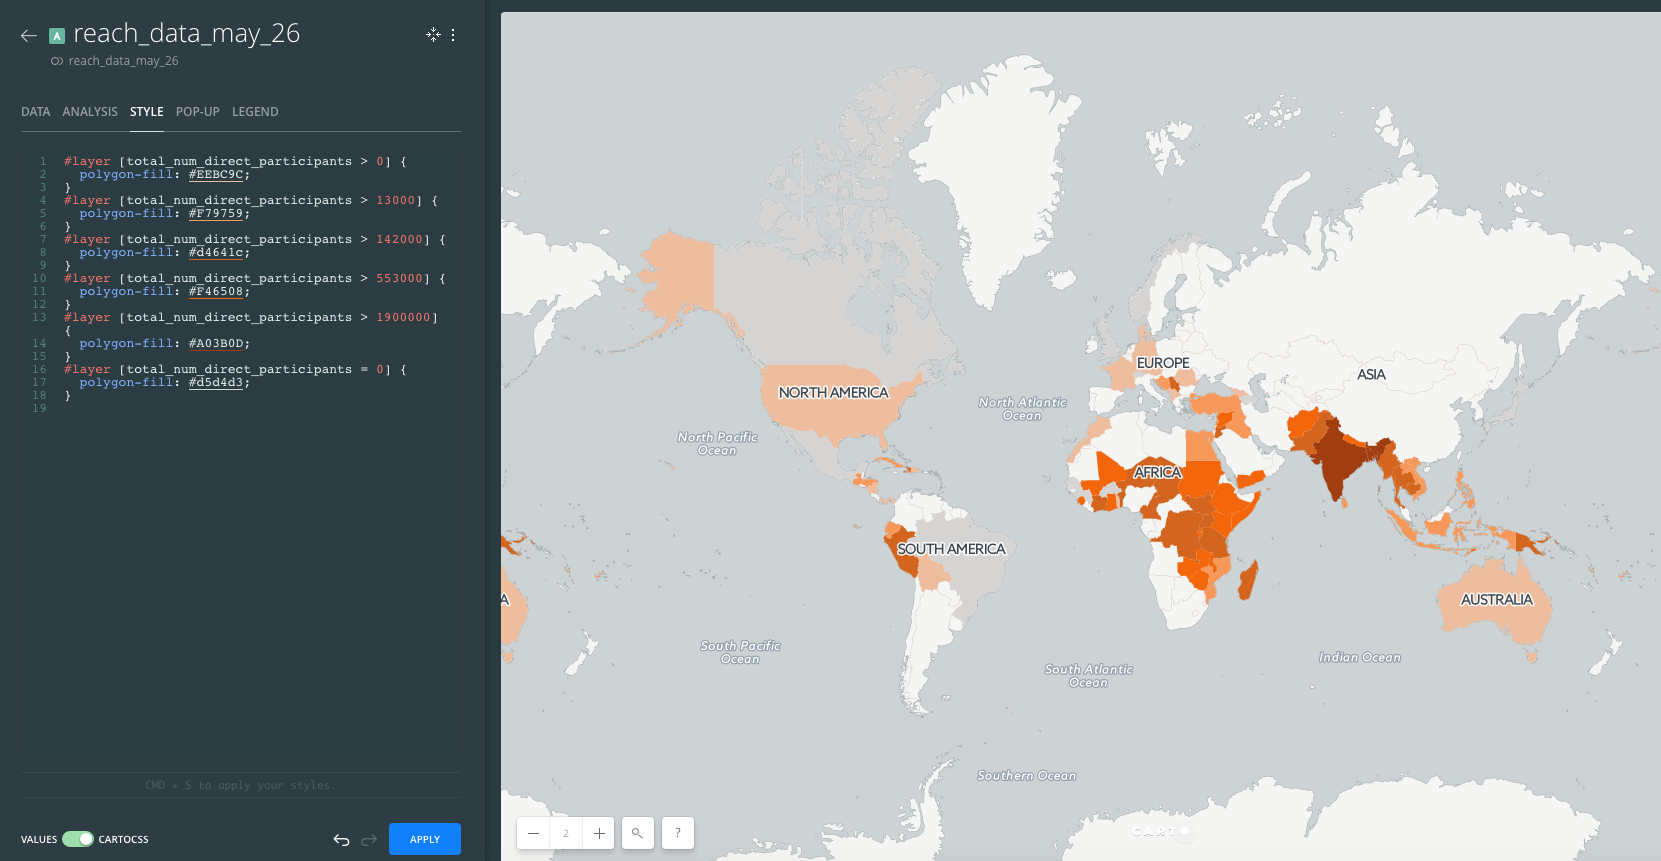 A reach_data_may_26
reach_data_may_26
DATA ANALYSIS STYLE POP-UP LEGEND
1 #layer [total_num_direct_participants > 0] {
2 polygon-fill: #EEBC9C;
3 }
4 #layer [total_num_direct_participants > 13000] {
5 polygon-fill: #F79759;
6 }
7 #layer [total_num_direct_participants > 142000] {
8 polygon-fill: #d4641c;
9 }
10 #layer [total_num_direct_participants > 553000] {
11 polygon-fill: #F46508;
12 }
13 #layer [total_num_direct_participants > 1900000]
{
14 polygon-fill: #A03B0D;
15 }
16 #layer [total_num_direct_participants = 0] {
17 polygon-fill: #d5d4d3;
18 }
19
CMD + S to apply your styles.
VALUES CARTOCSS APPLY
EUROPE
ASIA
NORTH AMERICA
North Atlantic
Ocean
North Pacific
Ocean
AFRICA
SOUTH AMERICA
A
AUSTRALIA
South Pacific
Ocean
South Atlantic
Ocean
Indian Ocean
Southern Ocean
2 ?
CARTO